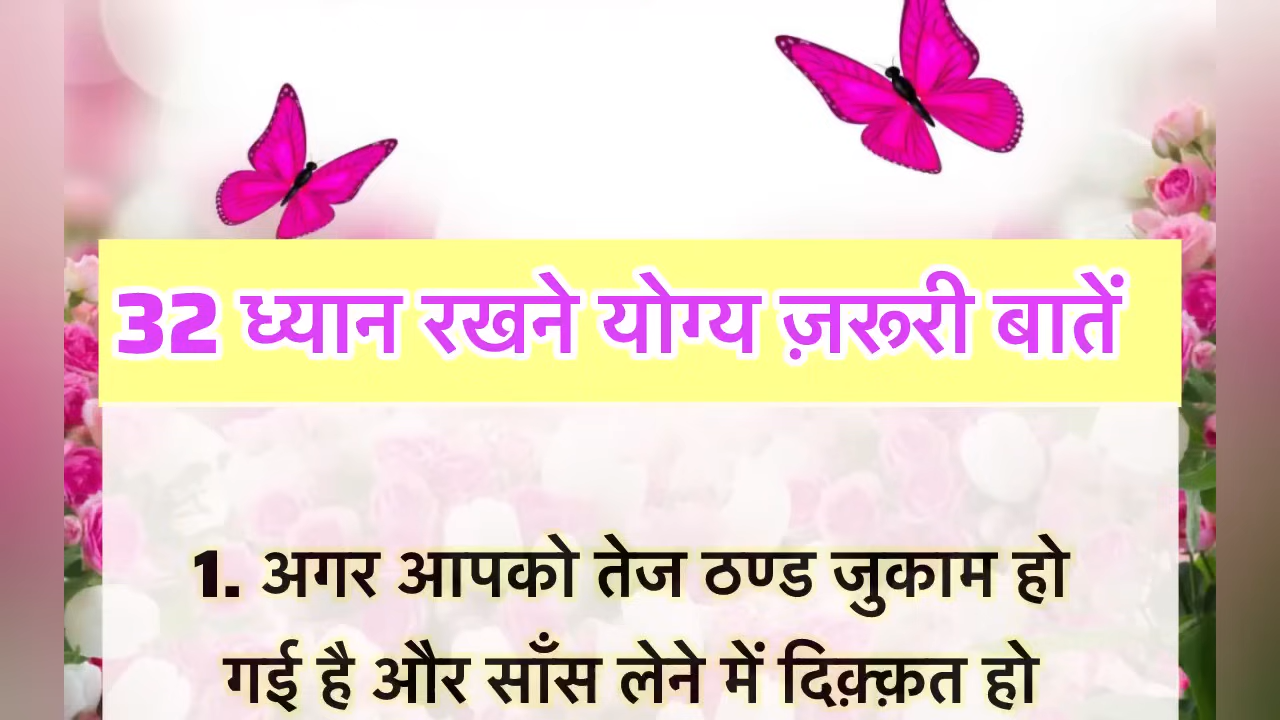 32 ध्यान रखने योग्य ज़रूरी बातें
1. अगर आपको तेज ठण्ड जुकाम हो
गई है और साँस लेने में दिक़्क़त हो